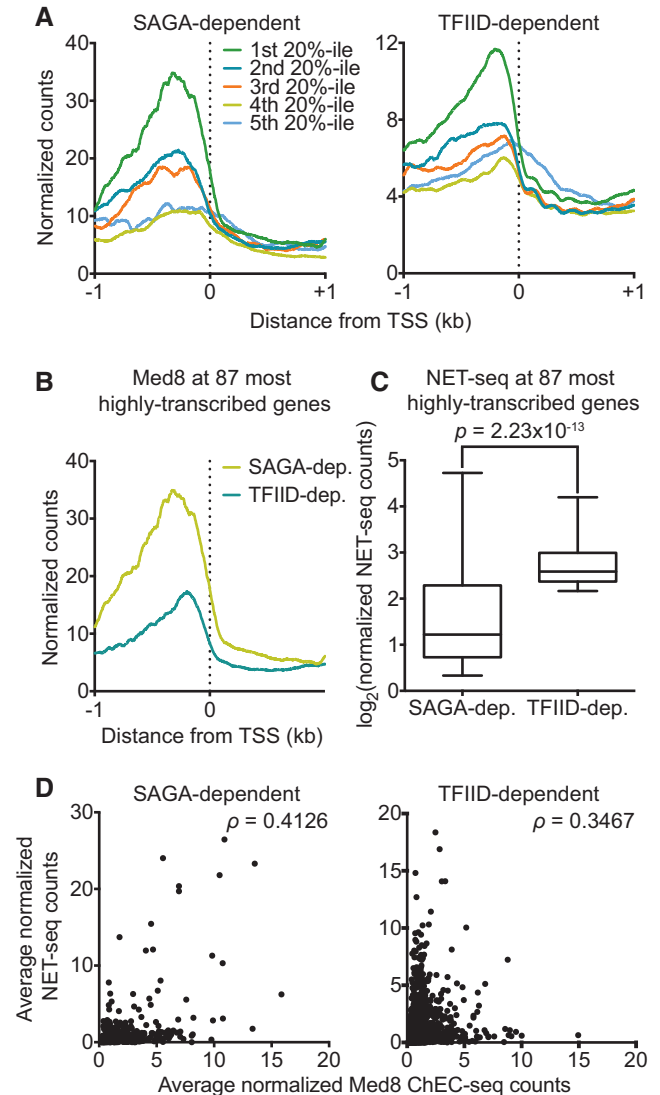 A
SAGA-dependent
TFIID-dependent
Normalized counts
40
30
20
10
0
1st 20%-ile
2nd 20%-ile
3rd 20%-ile
4th 20%-ile
5th 20%-ile
12
8
4
0
-1 0 +1
-1 0 +1
Distance from TSS (kb)
B
Med8 at 87 most
highly-transcribed genes
Normalized counts
40
30
20
10
0
SAGA-dep.
TFIID-dep.
-1 0 +1
Distance from TSS (kb)
C
NET-seq at 87 most
highly-transcribed genes
p = 2.23x10-13
log2(normalized NET-seq counts)
5
4
3
2
1
0
SAGA-dep. TFIID-dep.
D
SAGA-dependent
ρ = 0.4126
Average normalized
NET-seq counts
30
20
10
0
0 5 10 15 20
TFIID-dependent
ρ = 0.3467
20
15
10
5
0
0 5 10 15 20
Average normalized Med8 ChEC-seq counts